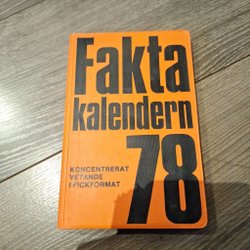 Fakta
kalendern
78
KONCENTRERAT
VETANDE
I FICKFORMAT